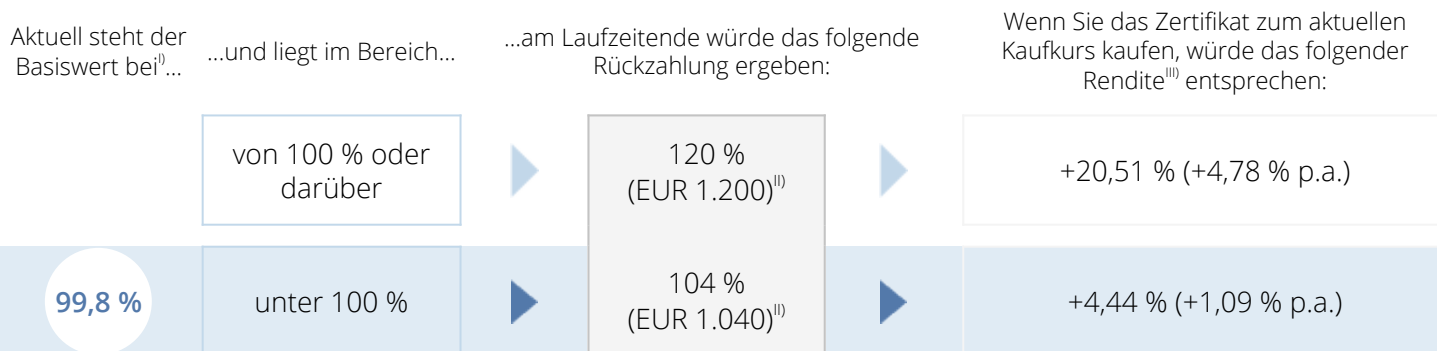 Aktuell steht der
Basiswert bei^I)...
...und liegt im Bereich...
...am Laufzeitende würde das folgende
Rückzahlung ergeben:
Wenn Sie das Zertifikat zum aktuellen
Kaufkurs kaufen, würde das folgender
Rendite^III) entsprechen:
von 100 % oder
darüber
120 %
(EUR 1.200)^II)
+20,51 % (+4,78 % p.a.)
99,8 %
unter 100 %
104 %
(EUR 1.040)^II)
+4,44 % (+1,09 % p.a.)